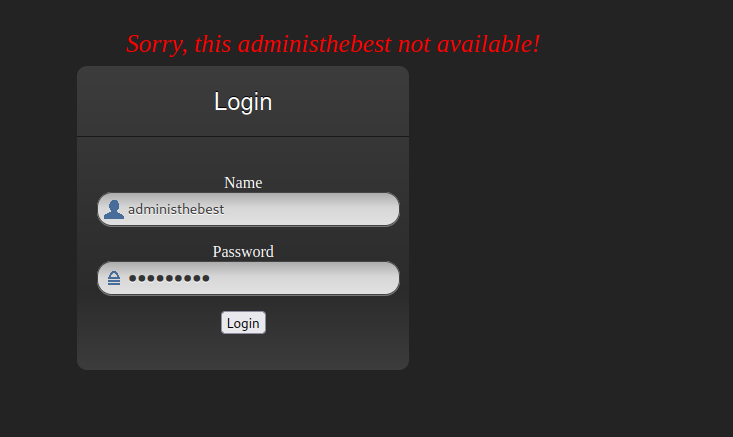 Sorry, this administhebest not available!
Login
Name
administhebest
Password
●●●●●●●●●
Login